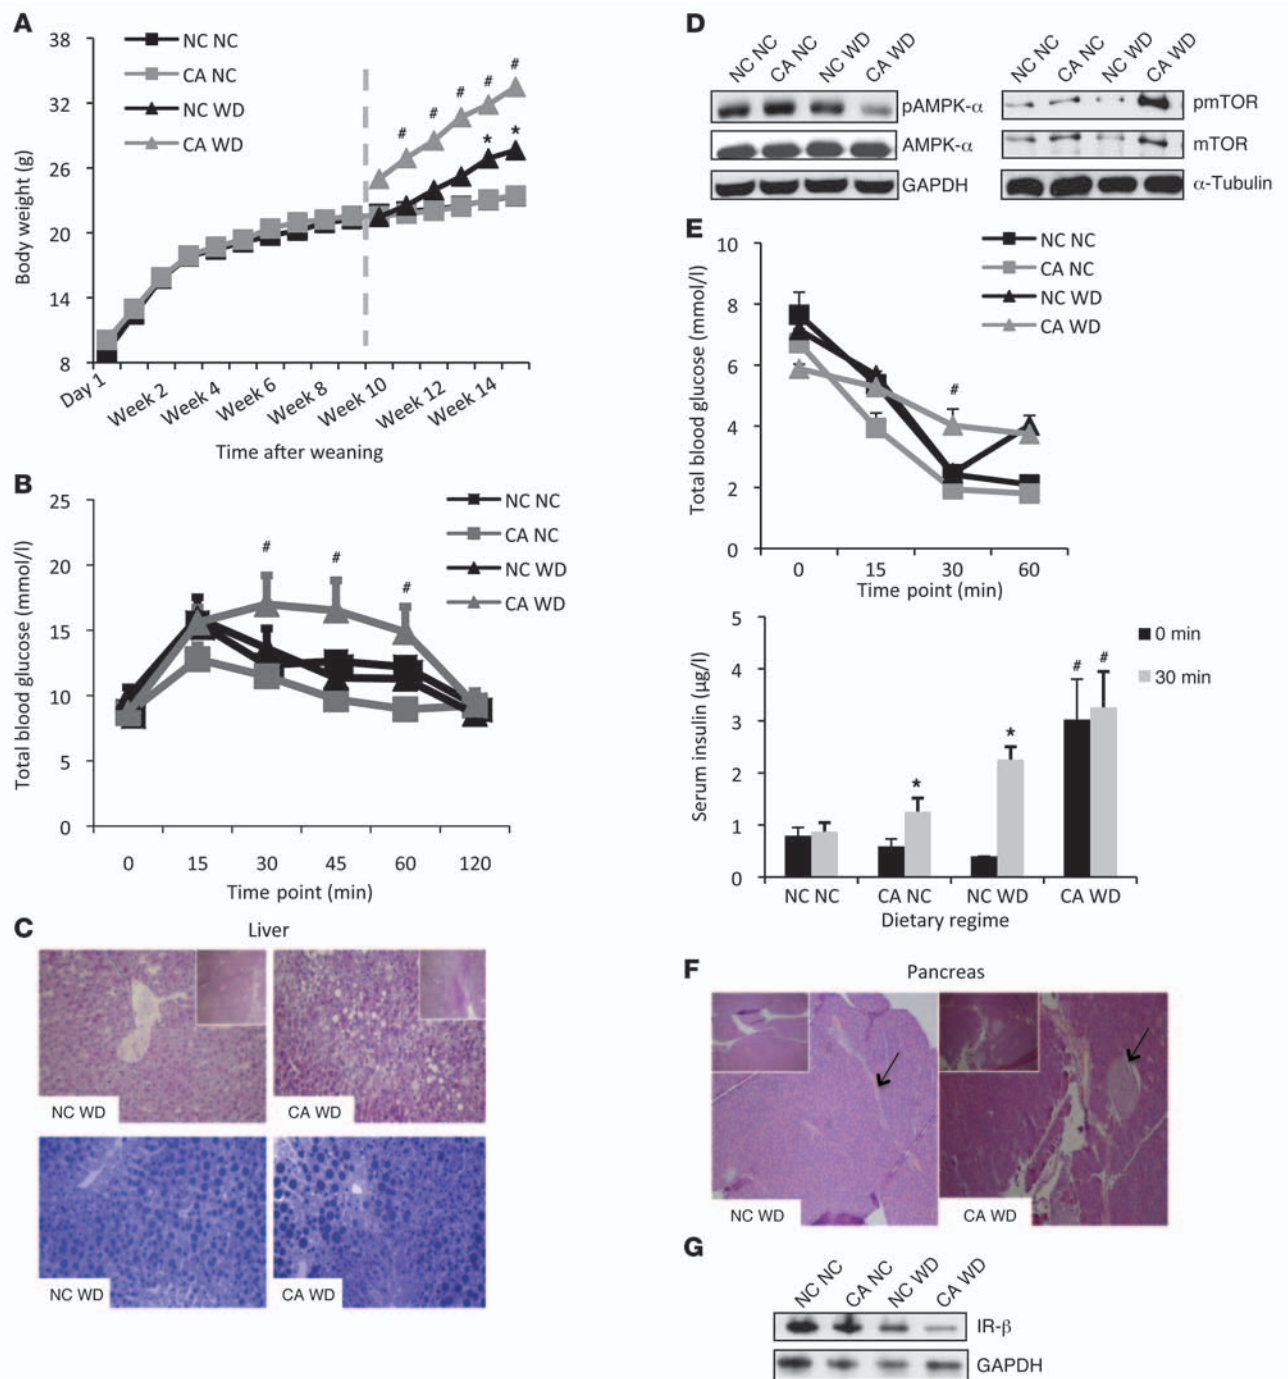 A
38
32
26
20
14
8
Body weight (g)
NC NC
CA NC
NC WD
CA WD
# # # # # #
* *
Day 1
Week 2
Week 4
Week 6
Week 8
Week 10
Week 12
Week 14
Time after weaning
B
25
20
15
10
5
0
Total blood glucose (mmol/l)
NC NC
CA NC
NC WD
CA WD
# # #
0 15 30 45 60 120
Time point (min)
C
Liver
NC WD
CA WD
NC WD
CA WD
D
NC NC CA NC NC WD CA WD
pAMPK-α
AMPK-α
GAPDH
NC NC CA NC NC WD CA WD
pmTOR
mTOR
α-Tubulin
E
10
8
6
4
2
0
Total blood glucose (mmol/l)
NC NC
CA NC
NC WD
CA WD
#
0 15 30 60
Time point (min)
5
4
3
2
1
0
Serum insulin (µg/l)
0 min
30 min
* * # #
NC NC CA NC NC WD CA WD
Dietary regime
F
Pancreas
NC WD
CA WD
G
NC NC CA NC NC WD CA WD
IR-β
GAPDH